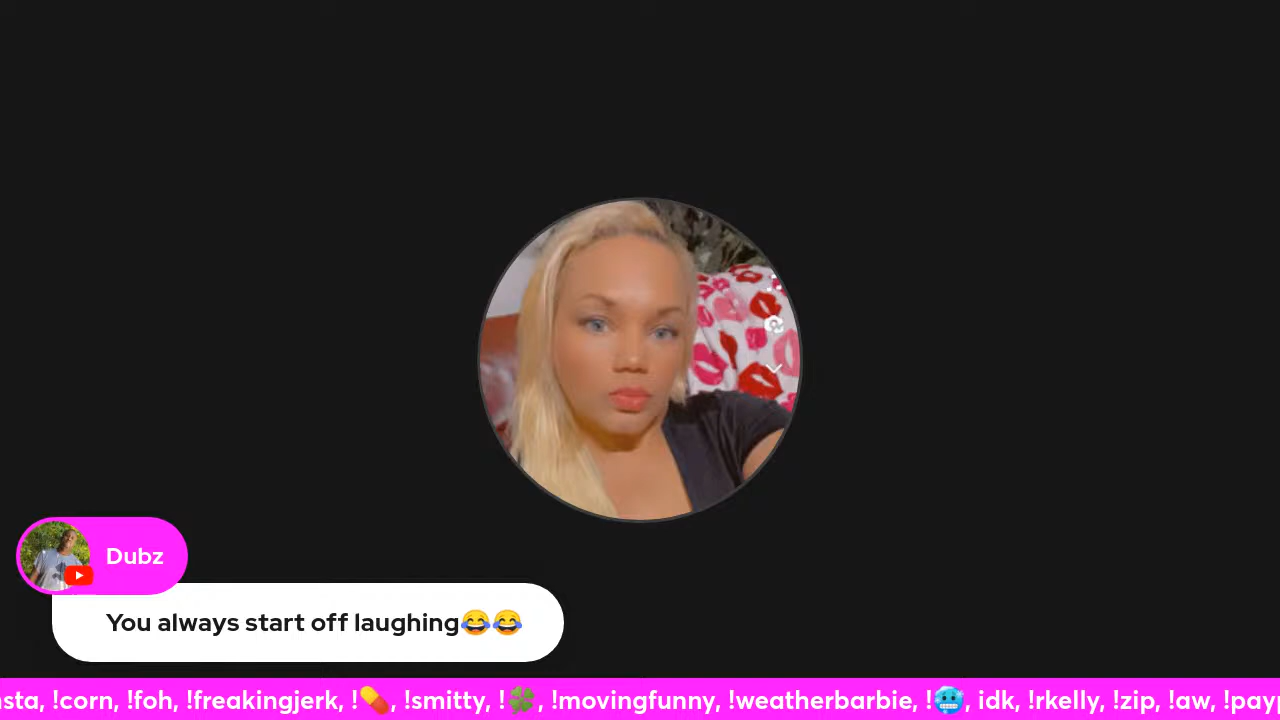 Dubz
You always start off laughing😂😂
sta, !corn, !foh, !freakingjerk, !💊, !smitty, !🍀, !movingfunny, !weatherbarbie, !🥶, idk, !rkelly, !zip, !aw, !payp